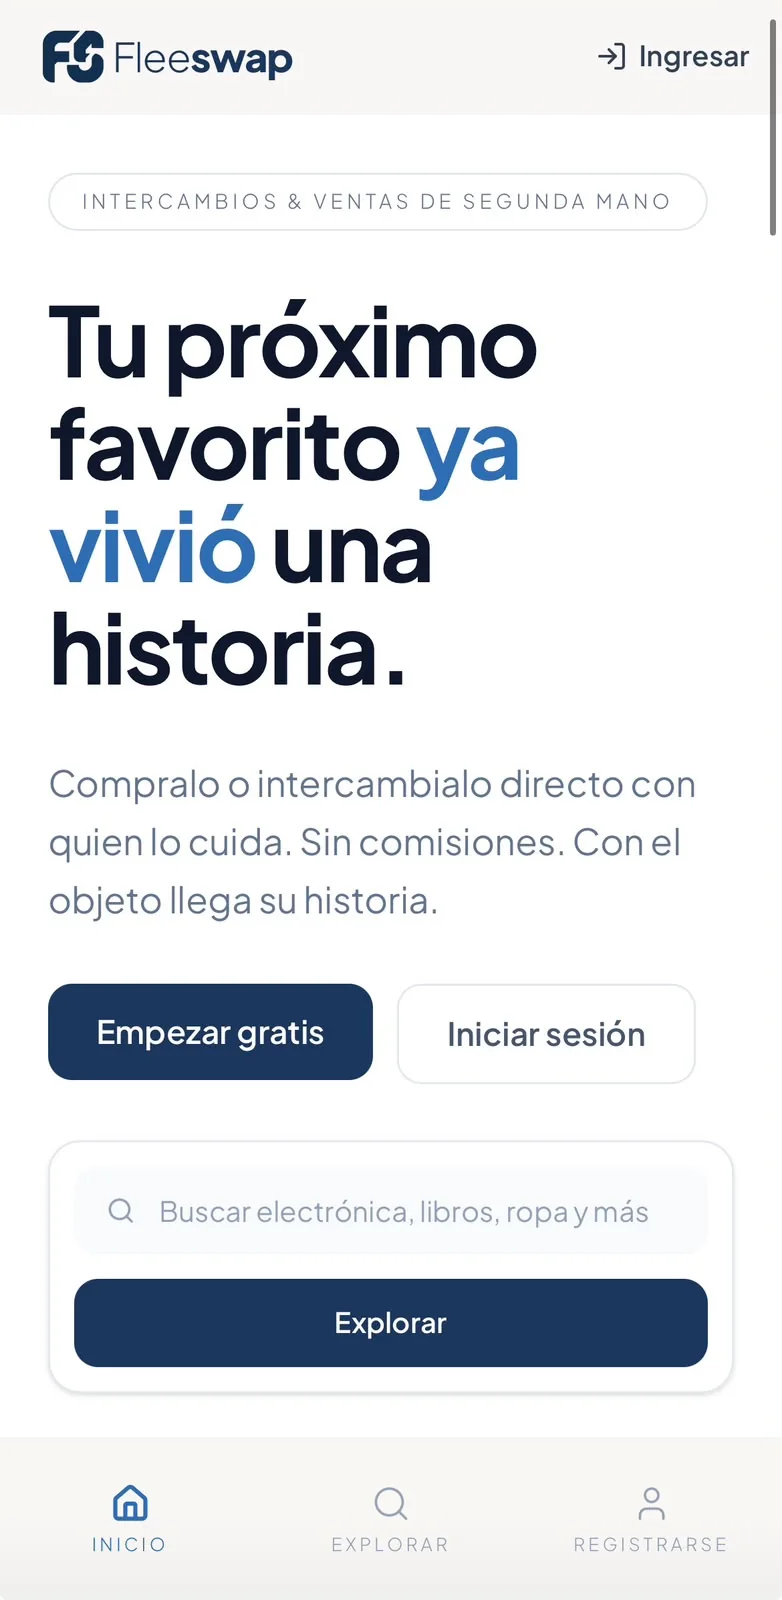 FS Fleeswap
Ingresar
INTERCAMBIOS & VENTAS DE SEGUNDA MANO
Tu próximo
favorito ya
vivió una
historia.
Compralo o intercambialo directo con
quien lo cuida. Sin comisiones. Con el
objeto llega su historia.
Empezar gratis
Iniciar sesión
Buscar electrónica, libros, ropa y más
Explorar
INICIO
EXPLORAR
REGISTRARSE